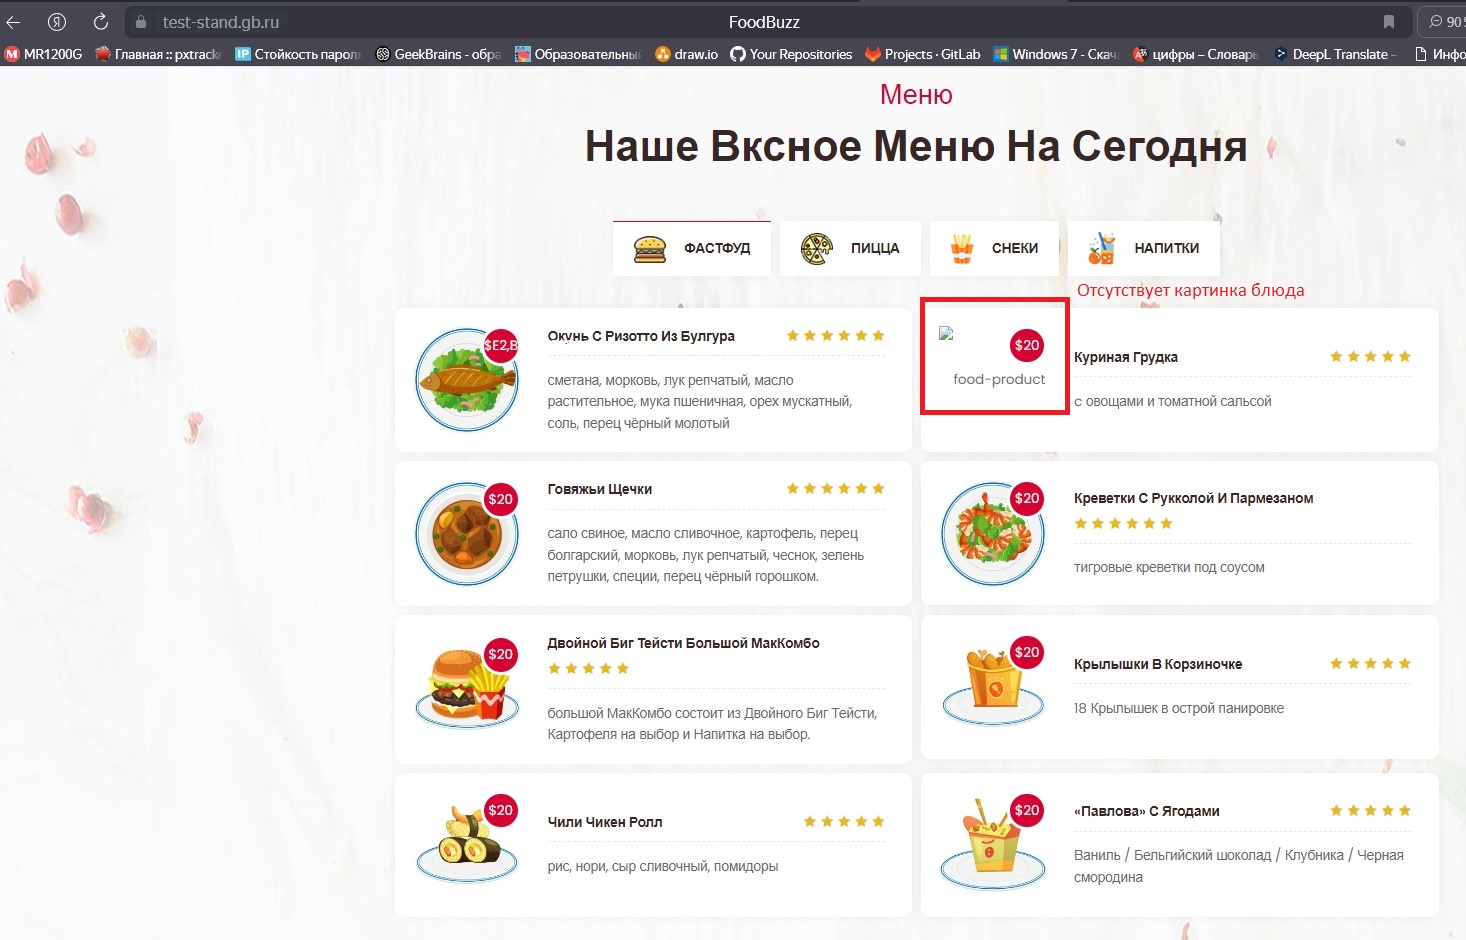 test-stand.gb.ru
FoodBuzz
90%
MR1200G
Главная :: pxtrack
Стойкость пароля
GeekBrains - обра
Образовательный
draw.io
Your Repositories
Projects · GitLab
Windows 7 - Скача
цифры – Словарь
DeepL Translate –
Инфо
Меню
Наше Вксное Меню На Сегодня
ФАСТФУД
ПИЦЦА
СНЕКИ
НАПИТКИ
Отсутствует картинка блюда
$E2,B
Окунь С Ризотто Из Булгура
сметана, морковь, лук репчатый, масло
растительное, мука пшеничная, орех мускатный,
соль, перец чёрный молотый
$20
food-product
Куриная Грудка
с овощами и томатной сальсой
$20
Говяжьи Щечки
сало свиное, масло сливочное, картофель, перец
болгарский, морковь, лук репчатый, чеснок, зелень
петрушки, специи, перец чёрный горошком.
$20
Креветки С Рукколой И Пармезаном
тигровые креветки под соусом
$20
Двойной Биг Тейсти Большой МакКомбо
большой МакКомбо состоит из Двойного Биг Тейсти,
Картофеля на выбор и Напитка на выбор.
$20
Крылышки В Корзиночке
18 Крылышек в острой панировке
$20
Чили Чикен Ролл
рис, нори, сыр сливочный, помидоры
$20
«Павлова» С Ягодами
Ваниль / Бельгийский шоколад / Клубника / Черная
смородина